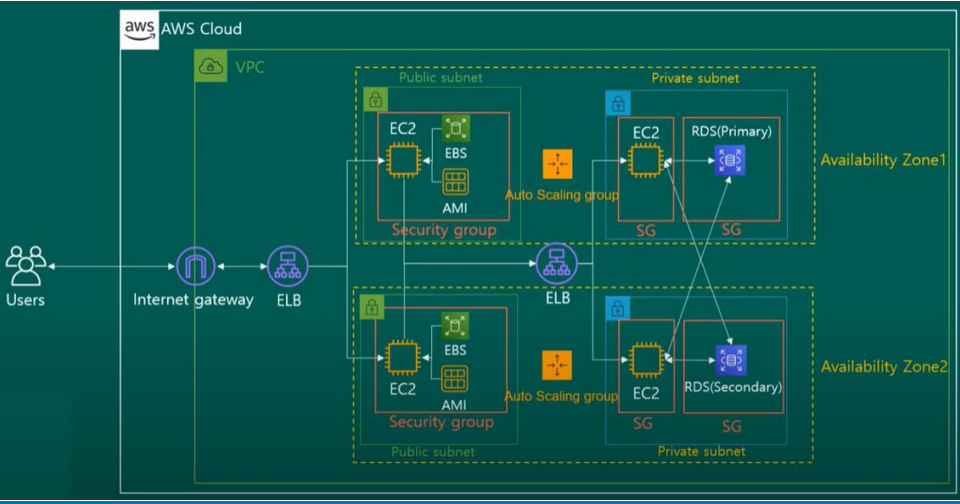 aws
AWS Cloud
VPC
Public subnet
Private subnet
EC2
EBS
AMI
Security group
Auto Scaling group
EC2
RDS(Primary)
SG
SG
Availability Zone1
Users
Internet gateway
ELB
ELB
EBS
EC2
AMI
Security group
Public subnet
Auto Scaling group
EC2
RDS(Secondary)
SG
SG
Private subnet
Availability Zone2